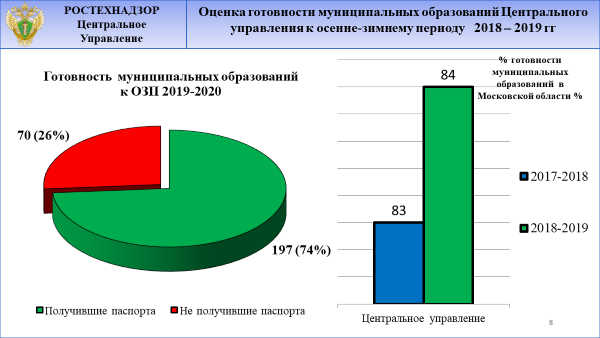 РОСТЕХНАДЗОР
Центральное
Управление
Оценка готовности муниципальных образований Центрального
управления к осенне-зимнему периоду 2018 – 2019 гг
Готовность муниципальных образований
к ОЗП 2019-2020
70 (26%)
197 (74%)
Получившие паспорта
Не получившие паспорта
% готовности
муниципальных
образований в
Московской области %
84
83
2017-2018
2018-2019
Центральное управление
8